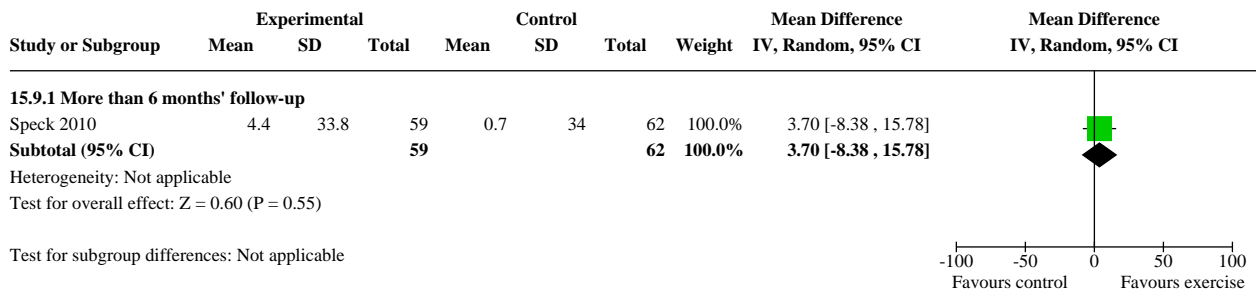 Experimental Control Mean Difference Mean Difference
Study or Subgroup Mean SD Total Mean SD Total Weight IV, Random, 95% CI IV, Random, 95% CI
15.9.1 More than 6 months' follow-up
Speck 2010 4.4 33.8 59 0.7 34 62 100.0% 3.70 [-8.38 , 15.78]
Subtotal (95% CI) 59 62 100.0% 3.70 [-8.38 , 15.78]
Heterogeneity: Not applicable
Test for overall effect: Z = 0.60 (P = 0.55)
Test for subgroup differences: Not applicable
-100 -50 0 50 100
Favours control Favours exercise